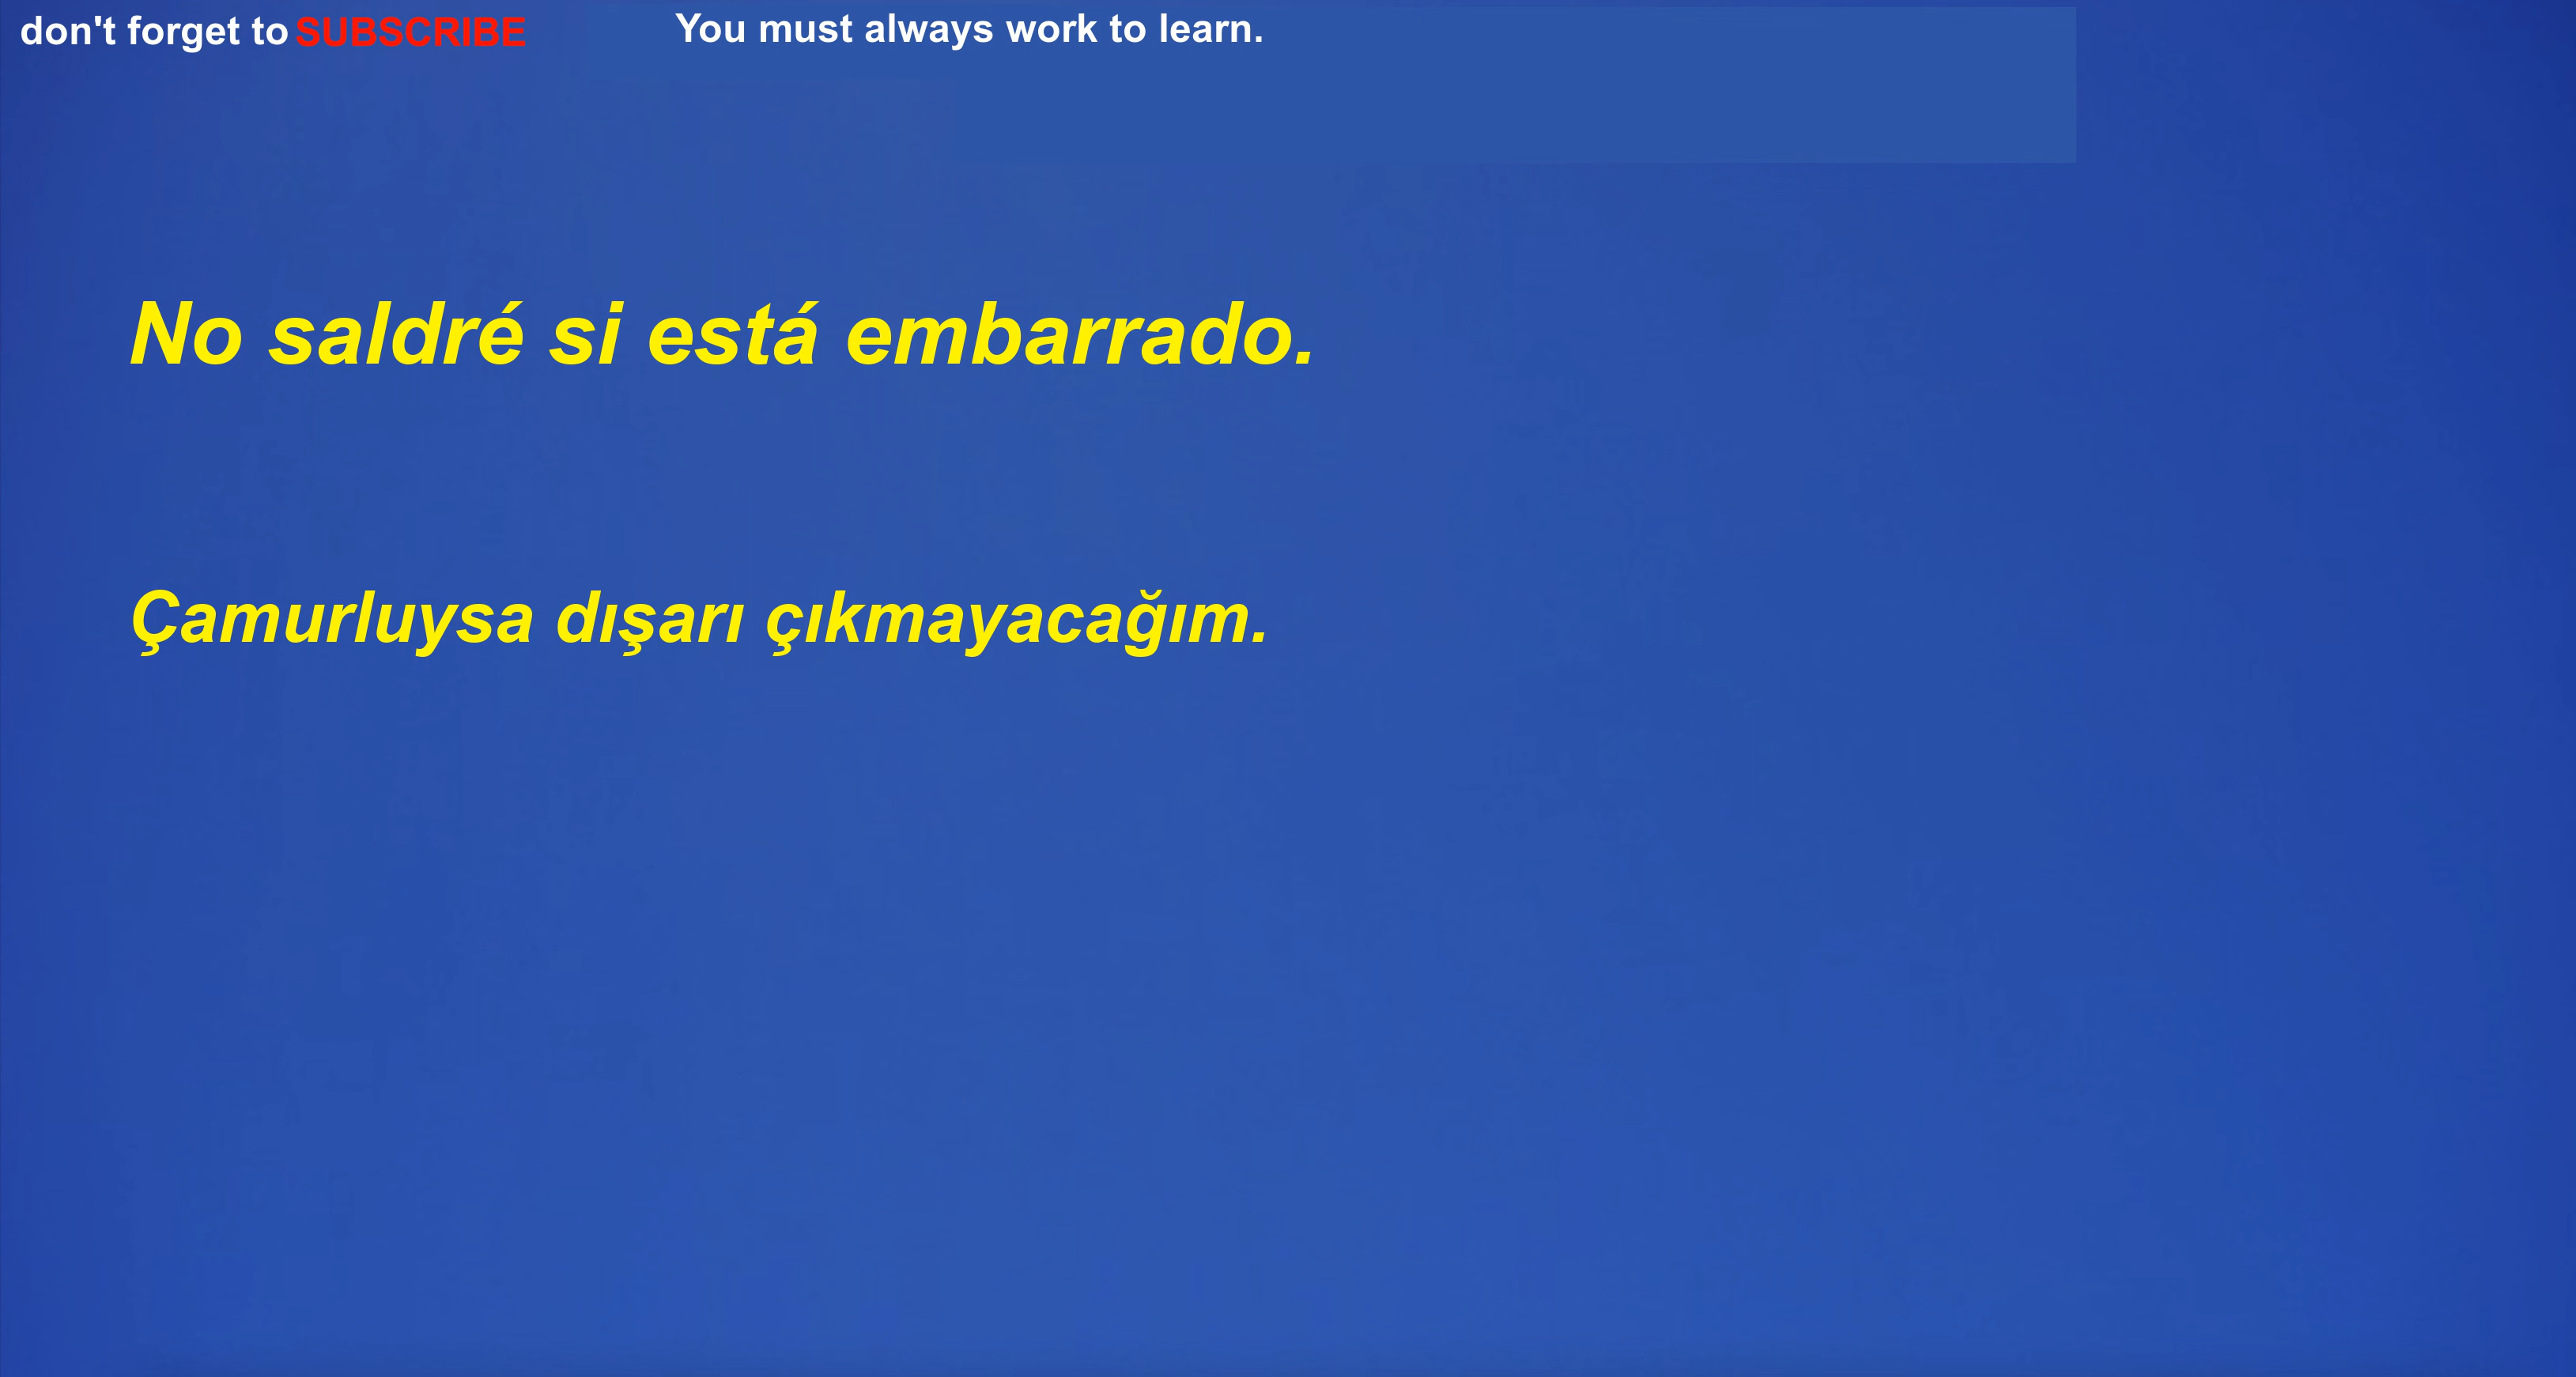 don't forget to SUBSCRIBE You must always work to learn.
No saldré si está embarrado.
Çamurluysa dışarı çıkmayacağım.